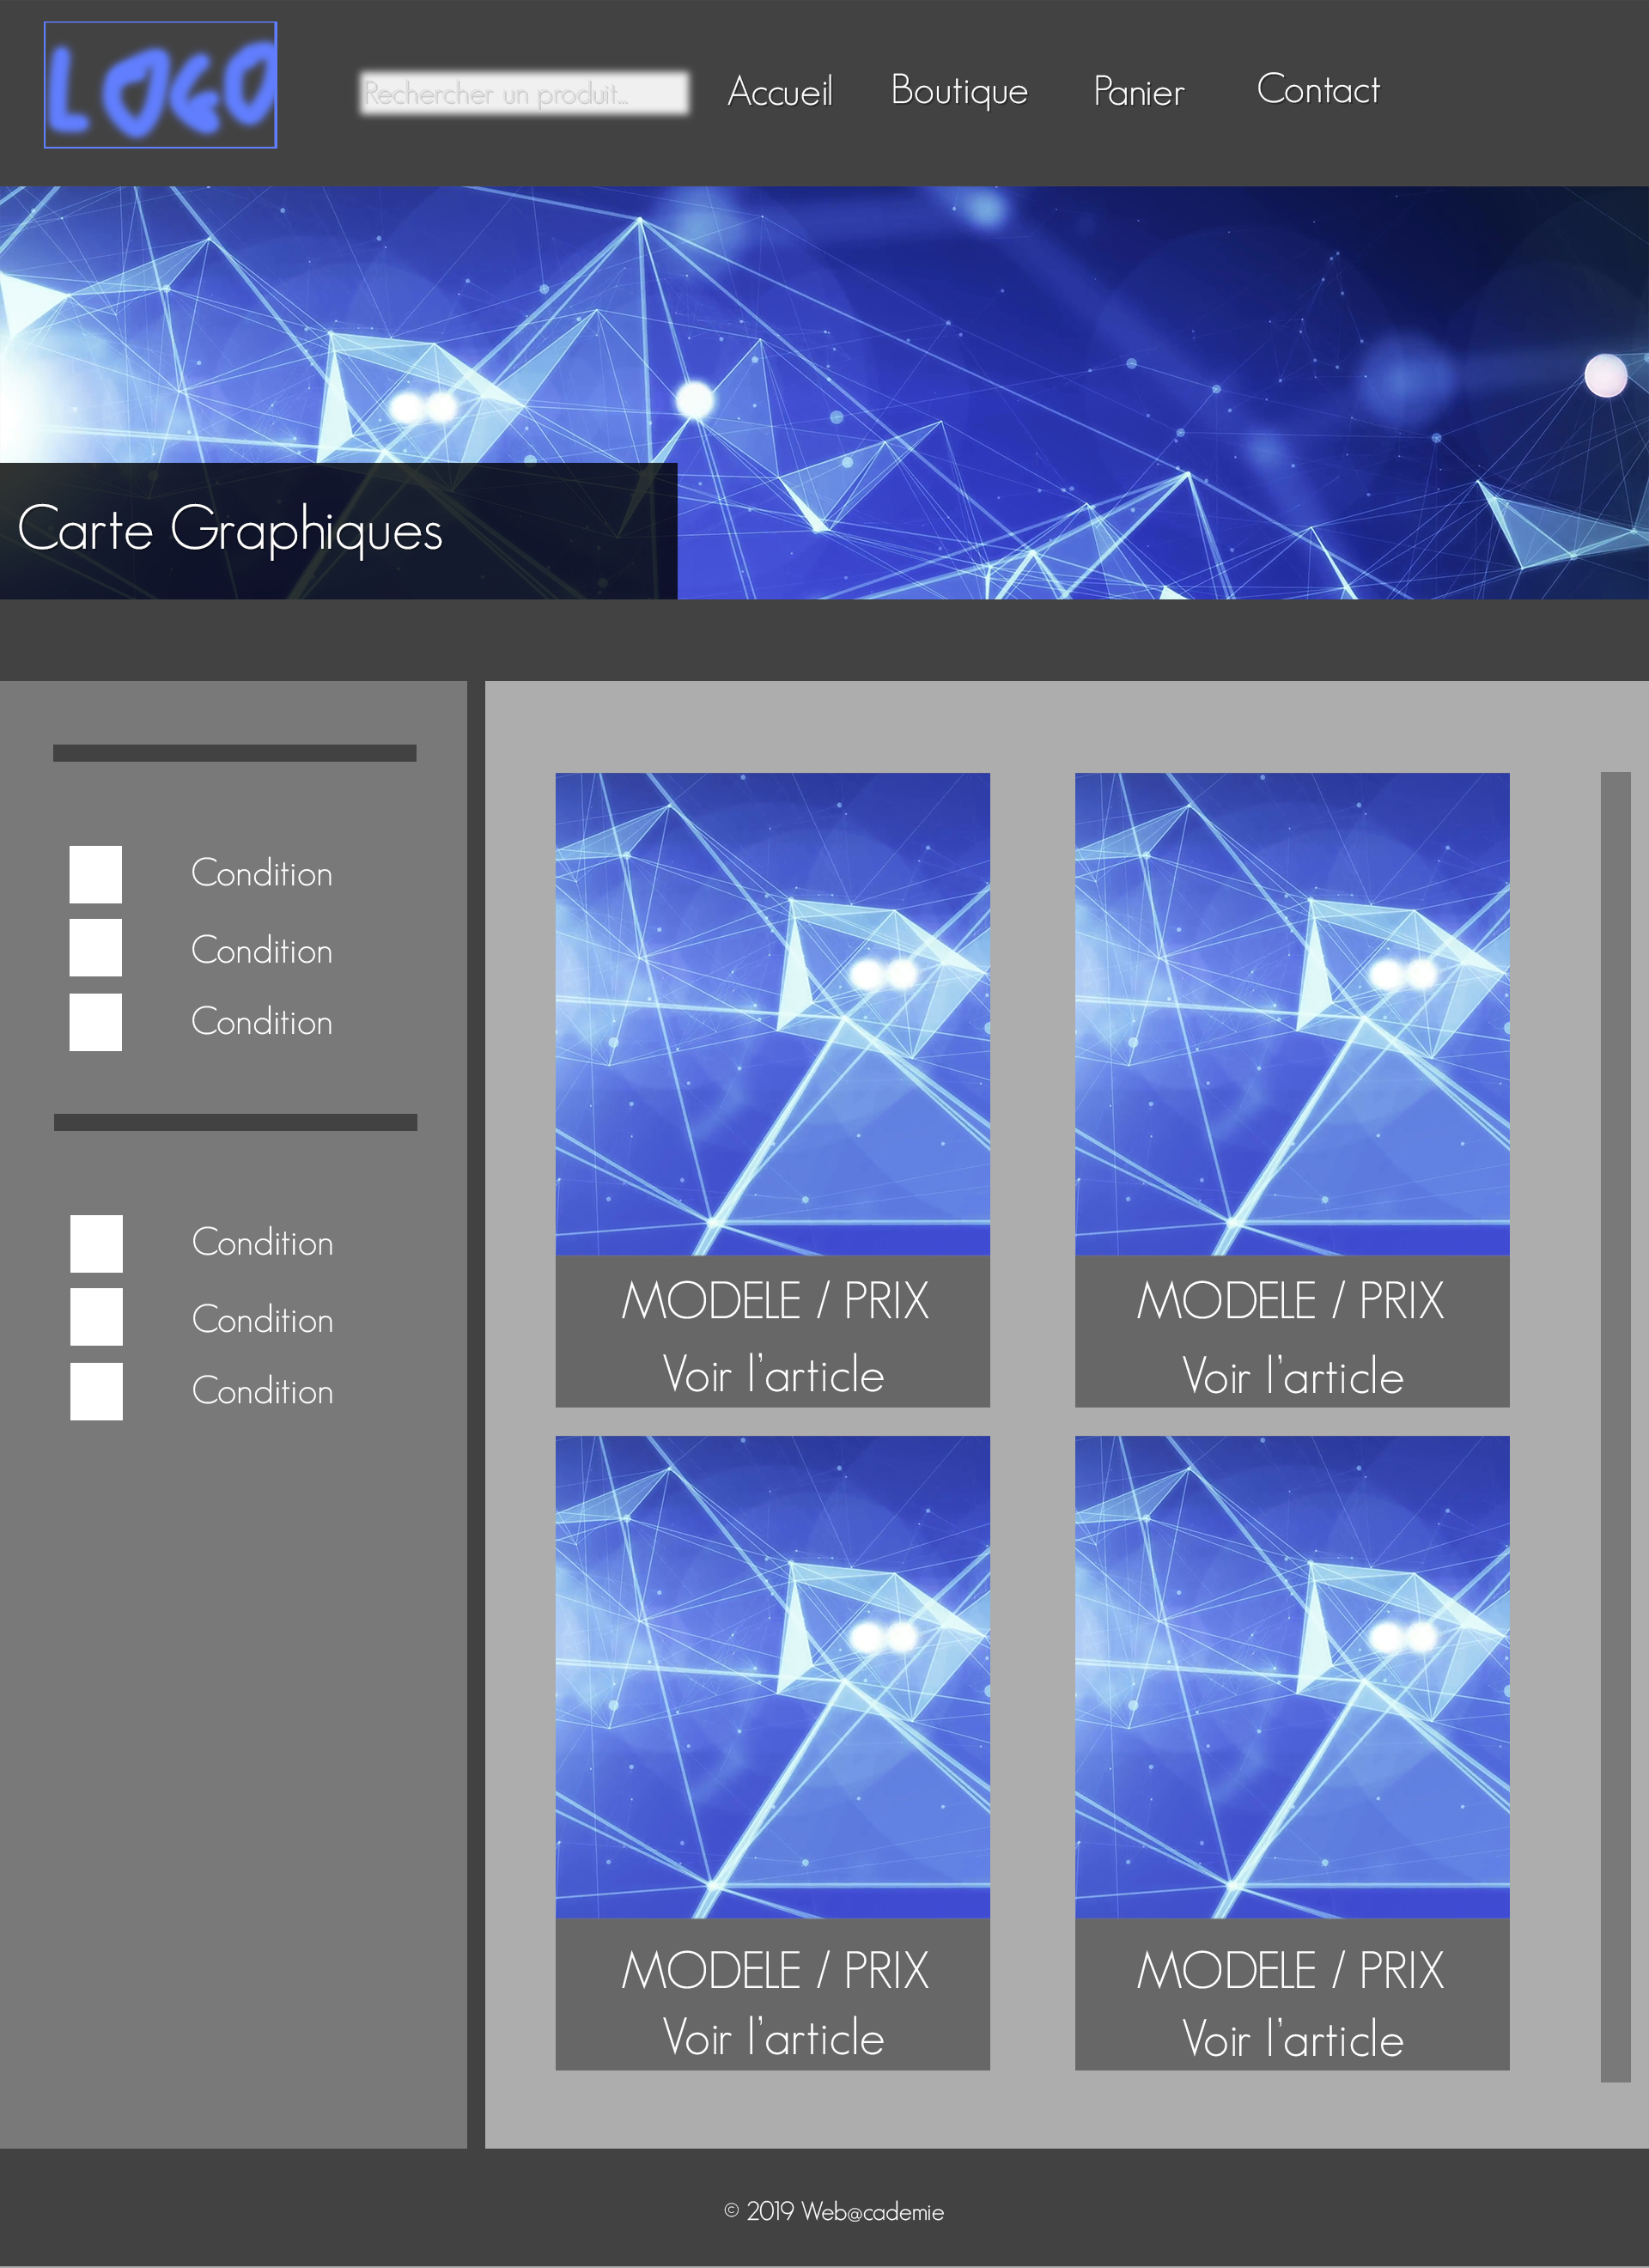 LOGO
Rechercher un produit...
Accueil
Boutique
Panier
Contact
Carte Graphiques
Condition
Condition
Condition
Condition
Condition
Condition
MODELE / PRIX
Voir l'article
MODELE / PRIX
Voir l'article
MODELE / PRIX
Voir l'article
MODELE / PRIX
Voir l'article
© 2019 Web@cademie